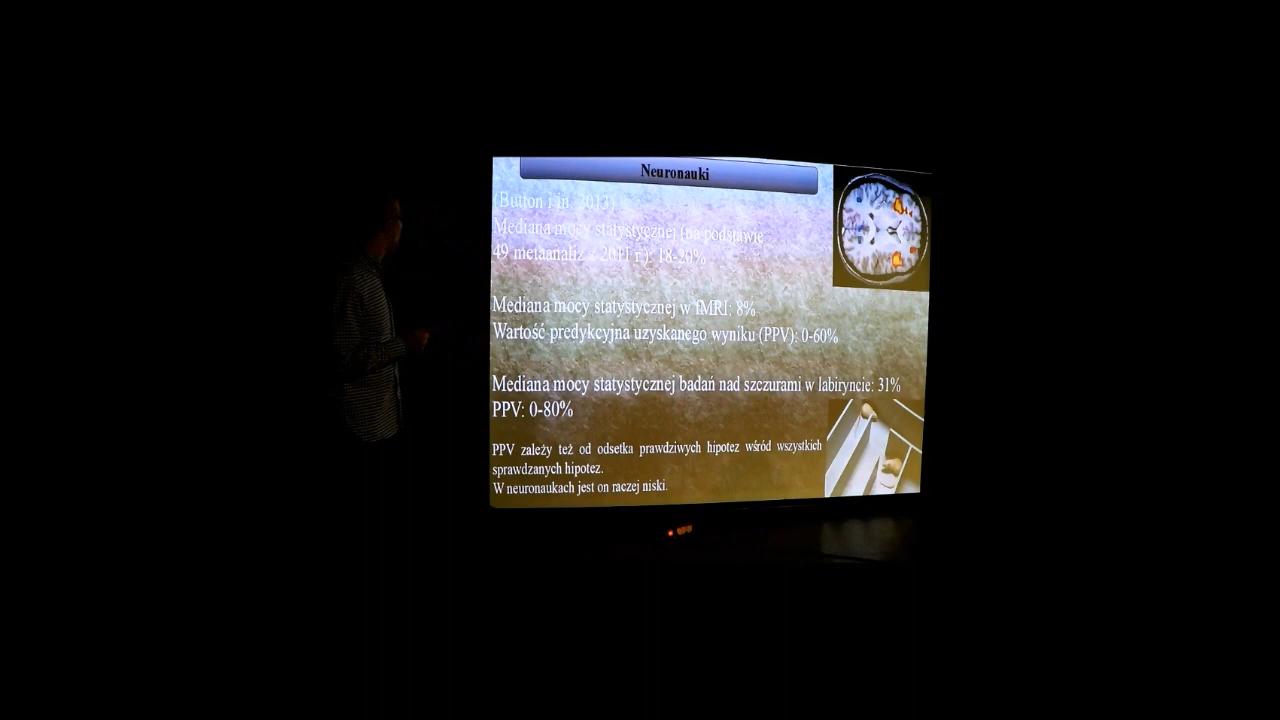 Neuronauki
(Button i in. 2013)
Mediana mocy statystycznej (na podstawie
49 metaanaliz z 2011 r.): 18-20%
Mediana mocy statystycznej w fMRI: 8%
Wartość predykcyjna uzyskanego wyniku (PPV): 0-60%
Mediana mocy statystycznej badań nad szczurami w labiryncie: 31%
PPV: 0-80%
PPV zależy też od odsetka prawdziwych hipotez wśród wszystkich
sprawdzanych hipotez.
W neuronaukach jest on raczej niski.